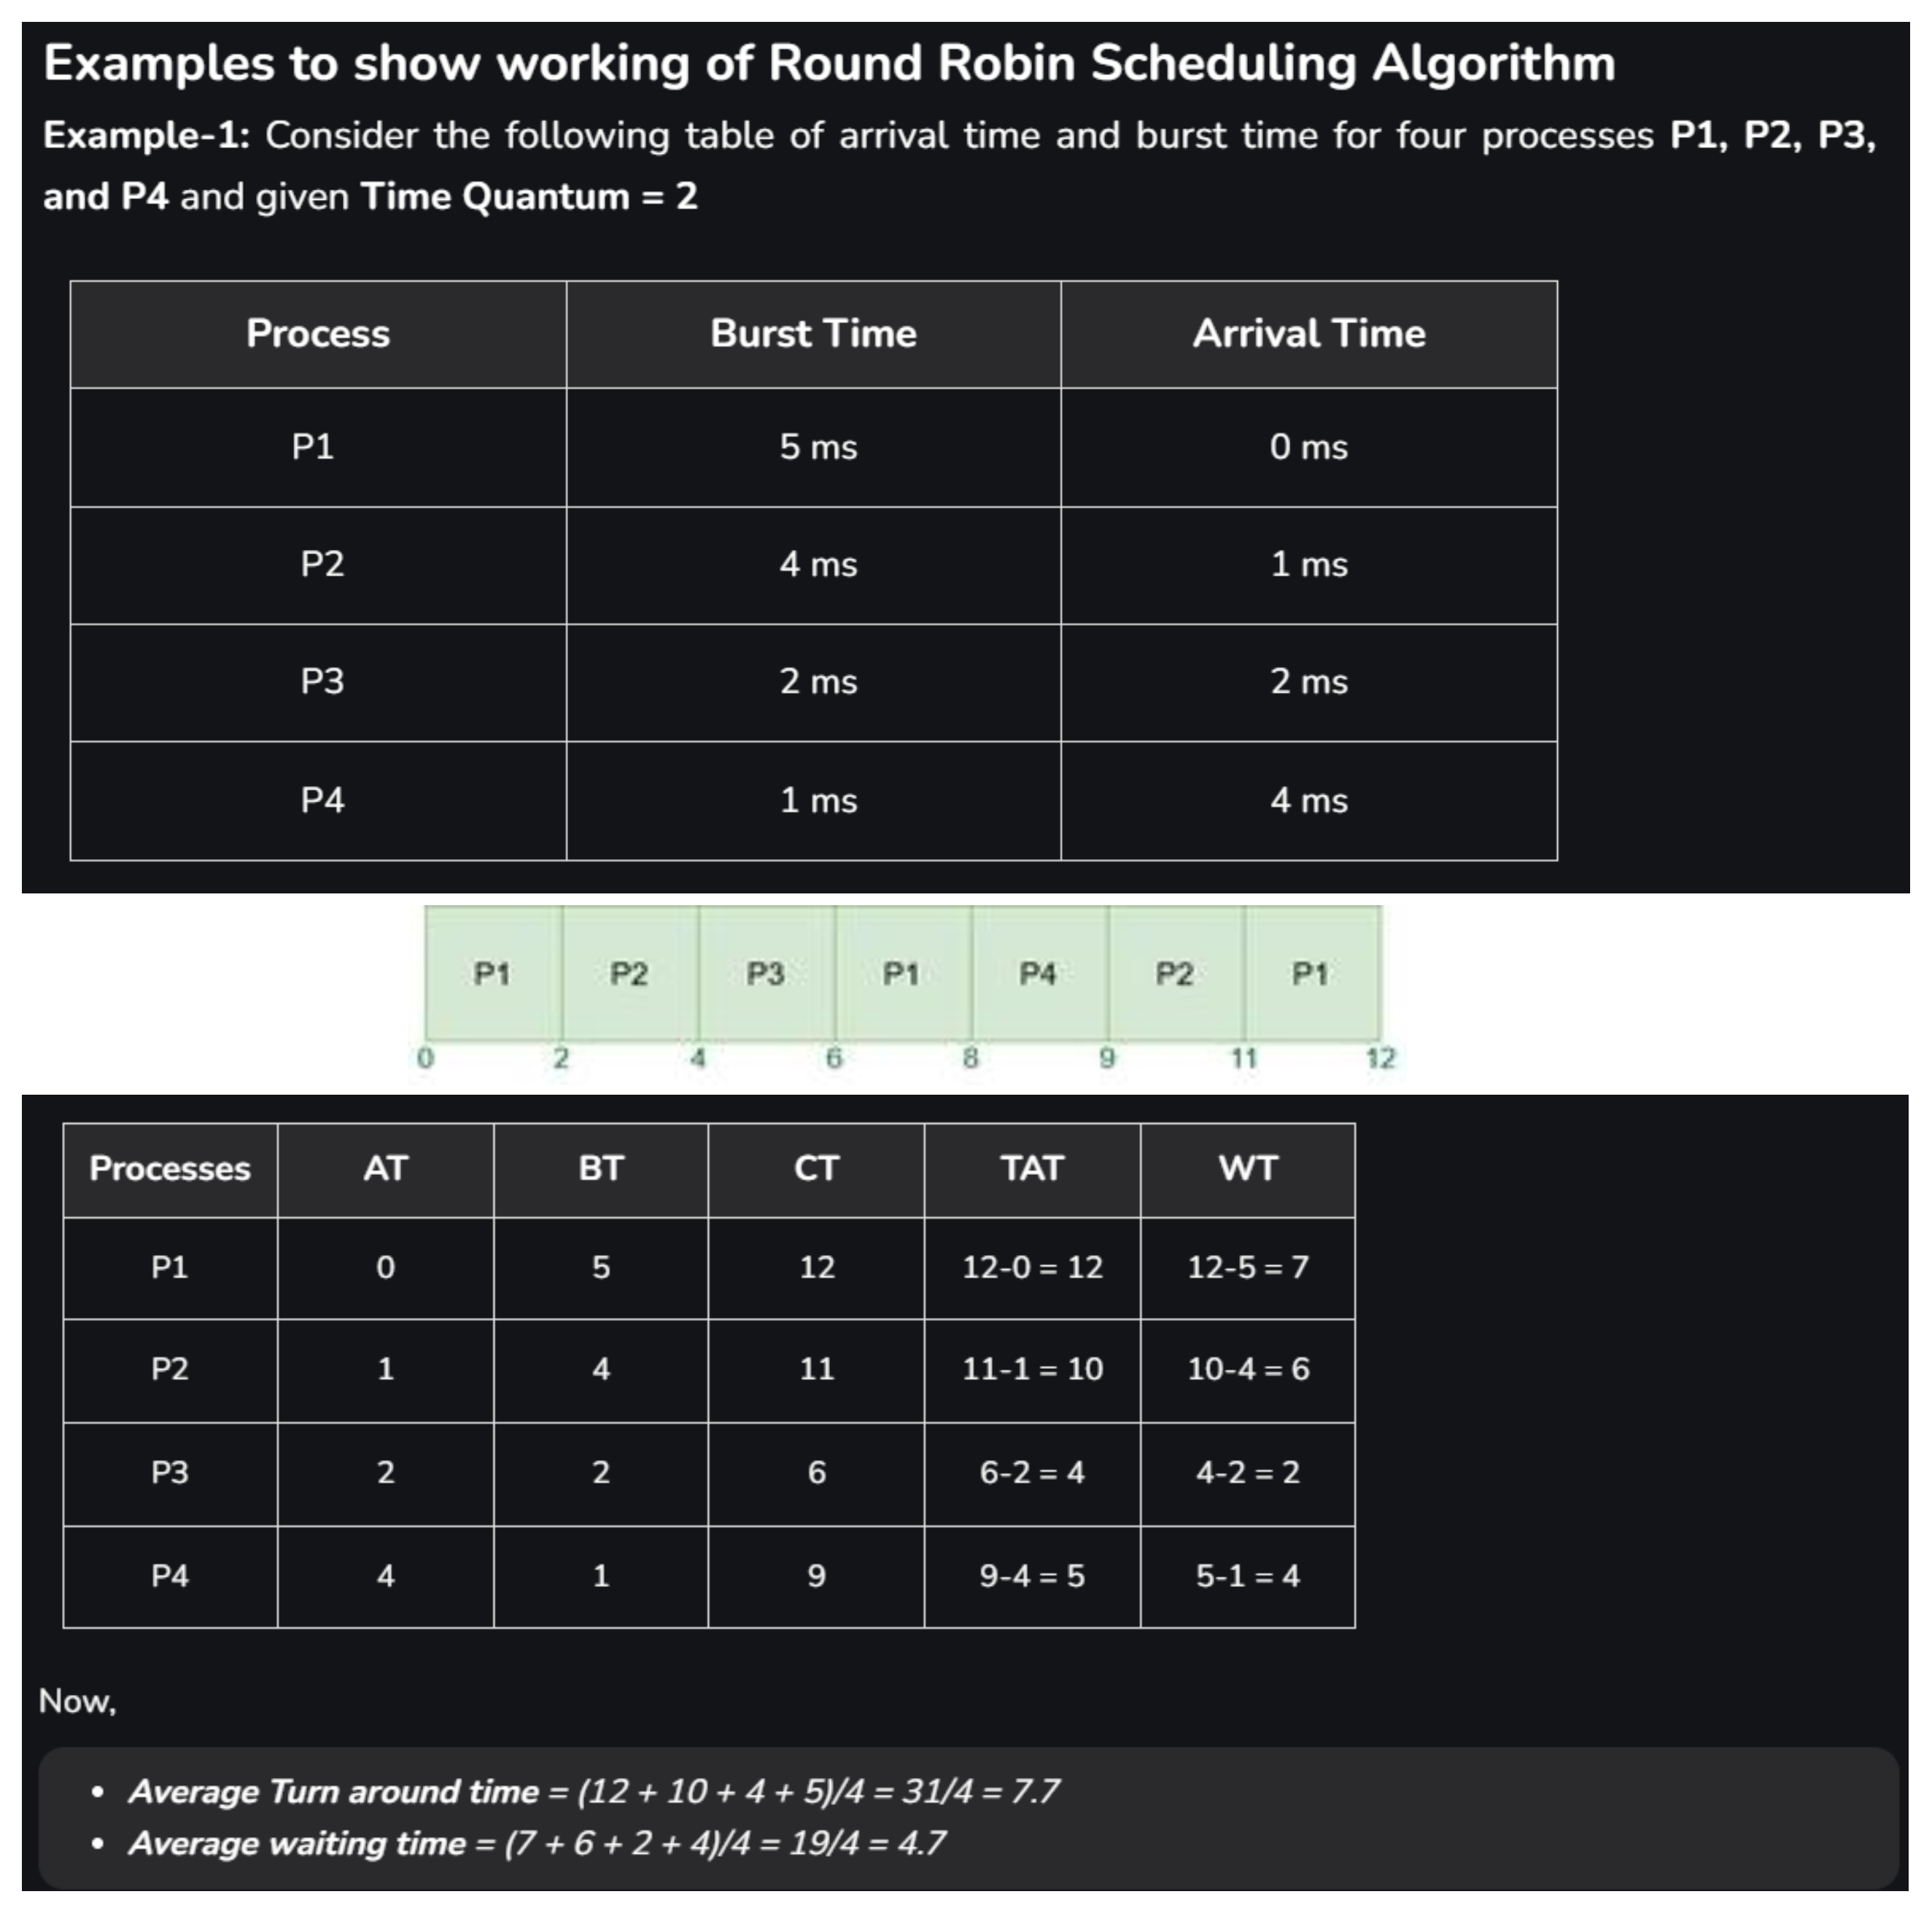 Examples to show working of Round Robin Scheduling Algorithm
Example-1: Consider the following table of arrival time and burst time for four processes P1, P2, P3,
and P4 and given Time Quantum = 2
Process Burst Time Arrival Time
P1 5 ms 0 ms
P2 4 ms 1 ms
P3 2 ms 2 ms
P4 1 ms 4 ms
P1 P2 P3 P1 P4 P2 P1
0 2 4 6 8 9 11 12
Processes AT BT CT TAT WT
P1 0 5 12 12-0 = 12 12-5 = 7
P2 1 4 11 11-1 = 10 10-4 = 6
P3 2 2 6 6-2 = 4 4-2 = 2
P4 4 1 9 9-4 = 5 5-1 = 4
Now,
• Average Turn around time = (12 + 10 + 4 + 5)/4 = 31/4 = 7.7
• Average waiting time = (7 + 6 + 2 + 4)/4 = 19/4 = 4.7